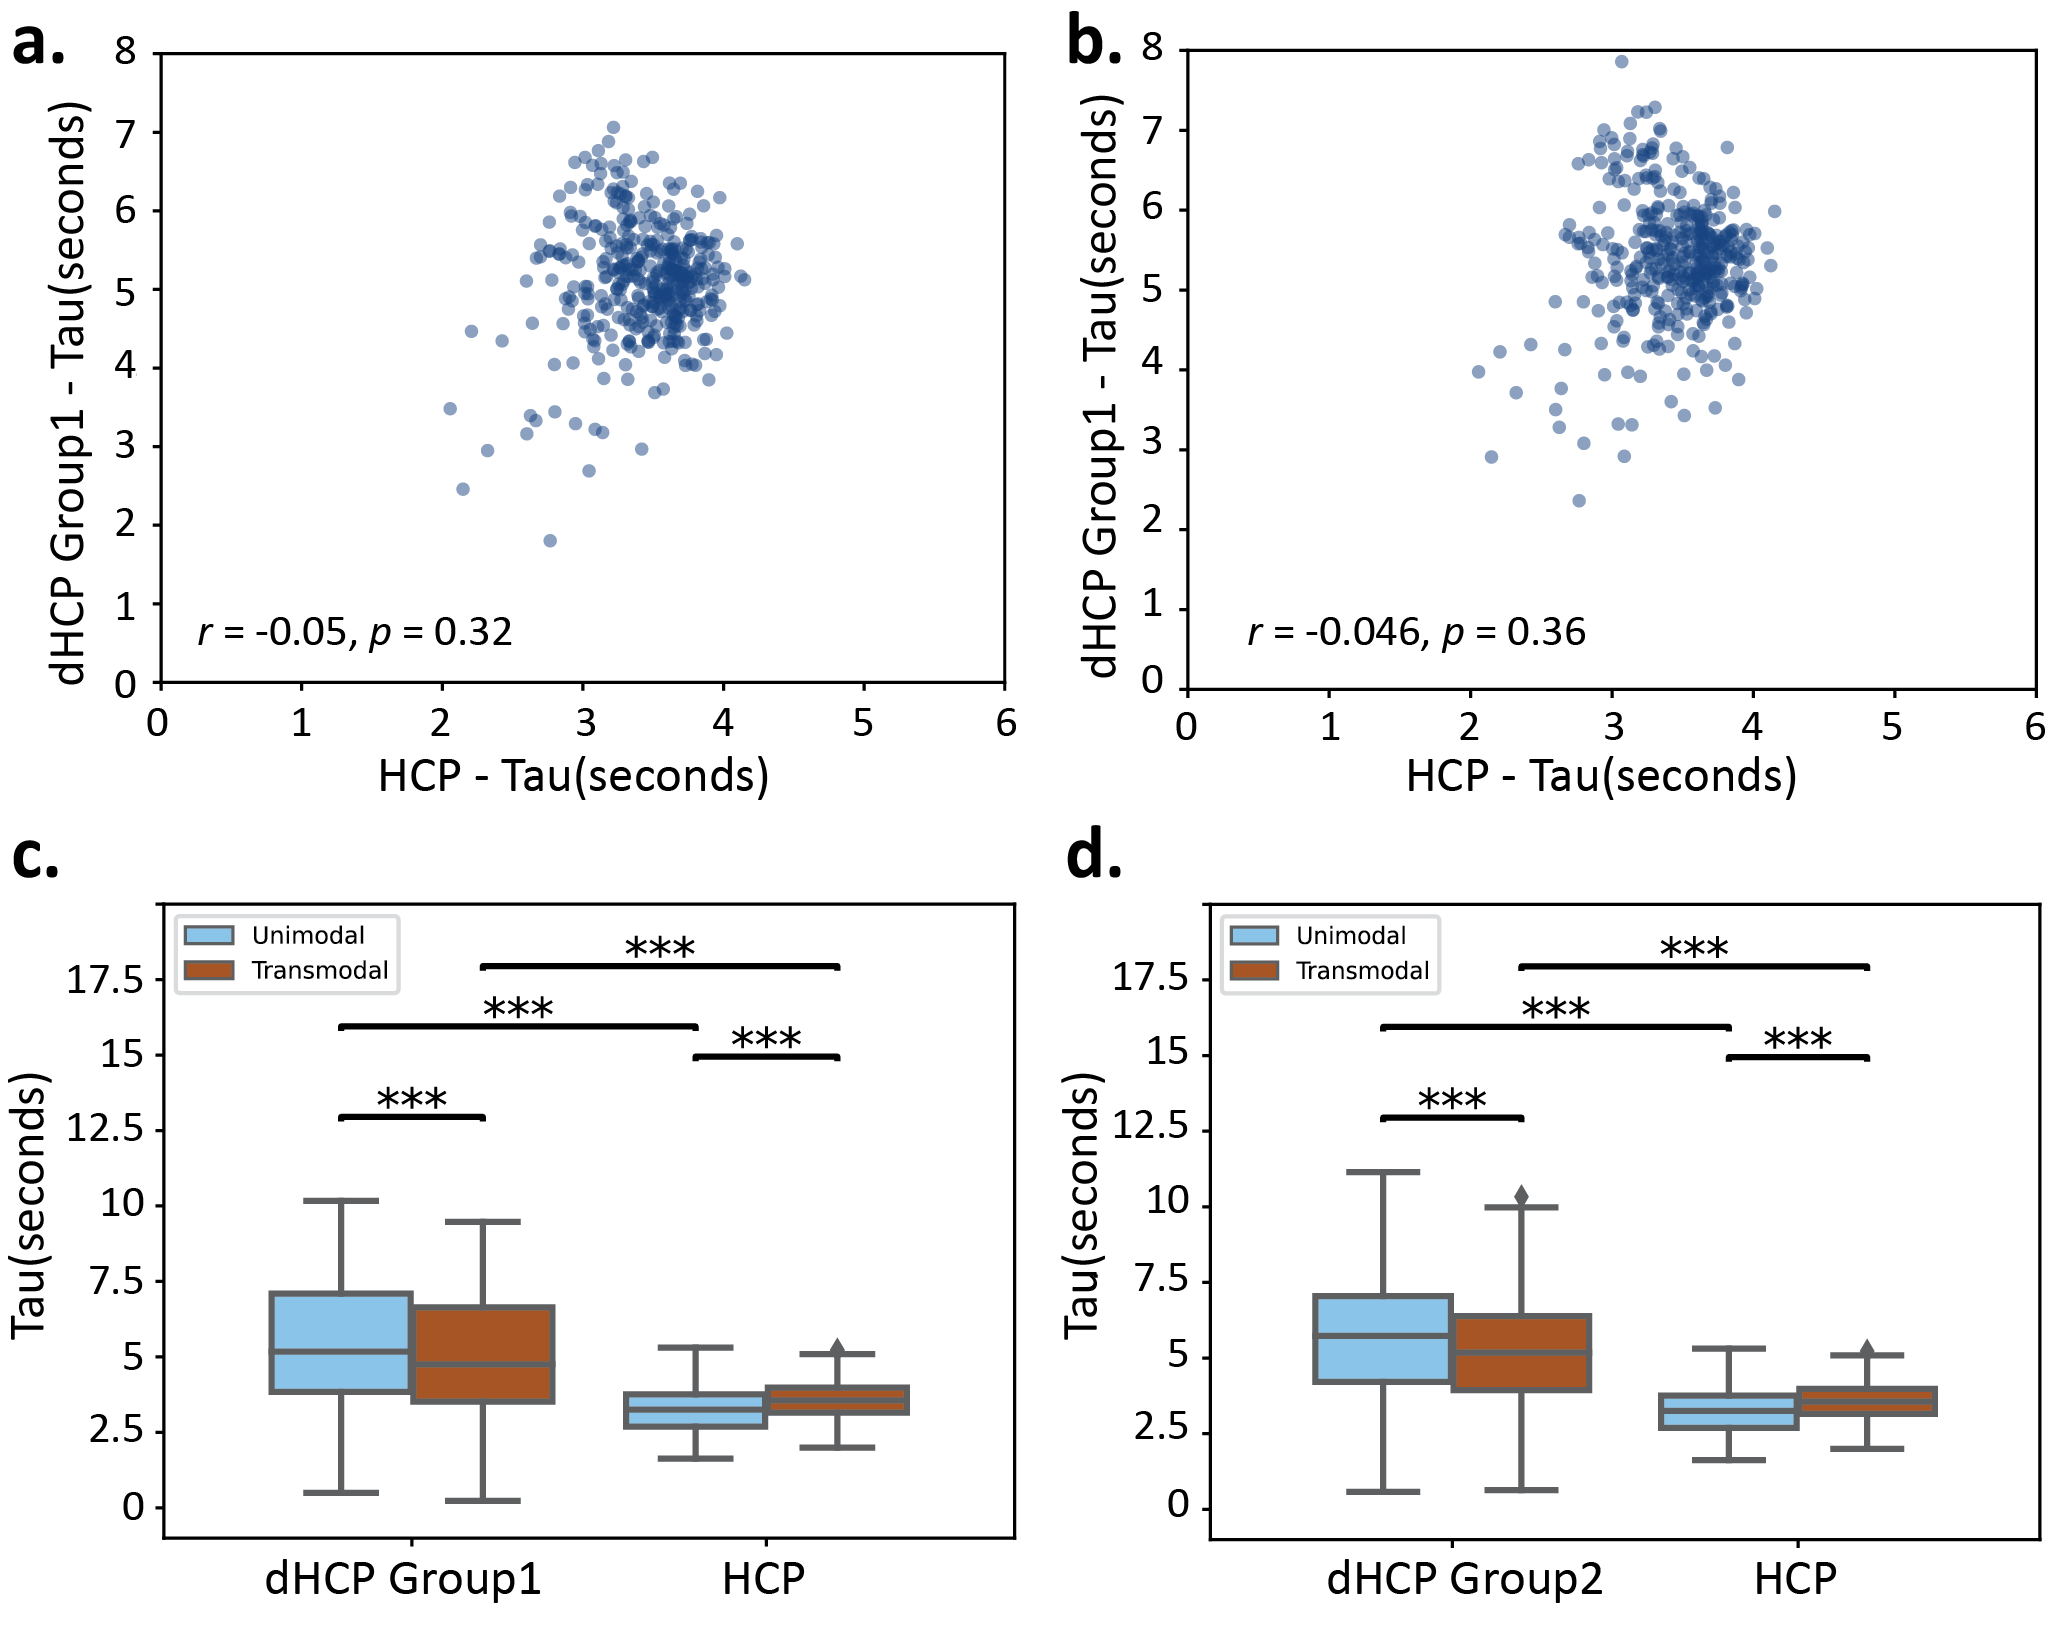 a.
8
7
6
5
4
3
2
1
0
dHCP Group1 - Tau(seconds)
r = -0.05, p = 0.32
0 1 2 3 4 5 6
HCP - Tau(seconds)
b.
8
7
6
5
4
3
2
1
0
dHCP Group1 - Tau(seconds)
r = -0.046, p = 0.36
0 1 2 3 4 5 6
HCP - Tau(seconds)
c.
Unimodal
Transmodal
***
***
***
***
17.5
15
12.5
10
7.5
5
2.5
0
Tau(seconds)
dHCP Group1 HCP
d.
Unimodal
Transmodal
***
***
***
***
17.5
15
12.5
10
7.5
5
2.5
0
Tau(seconds)
dHCP Group2 HCP